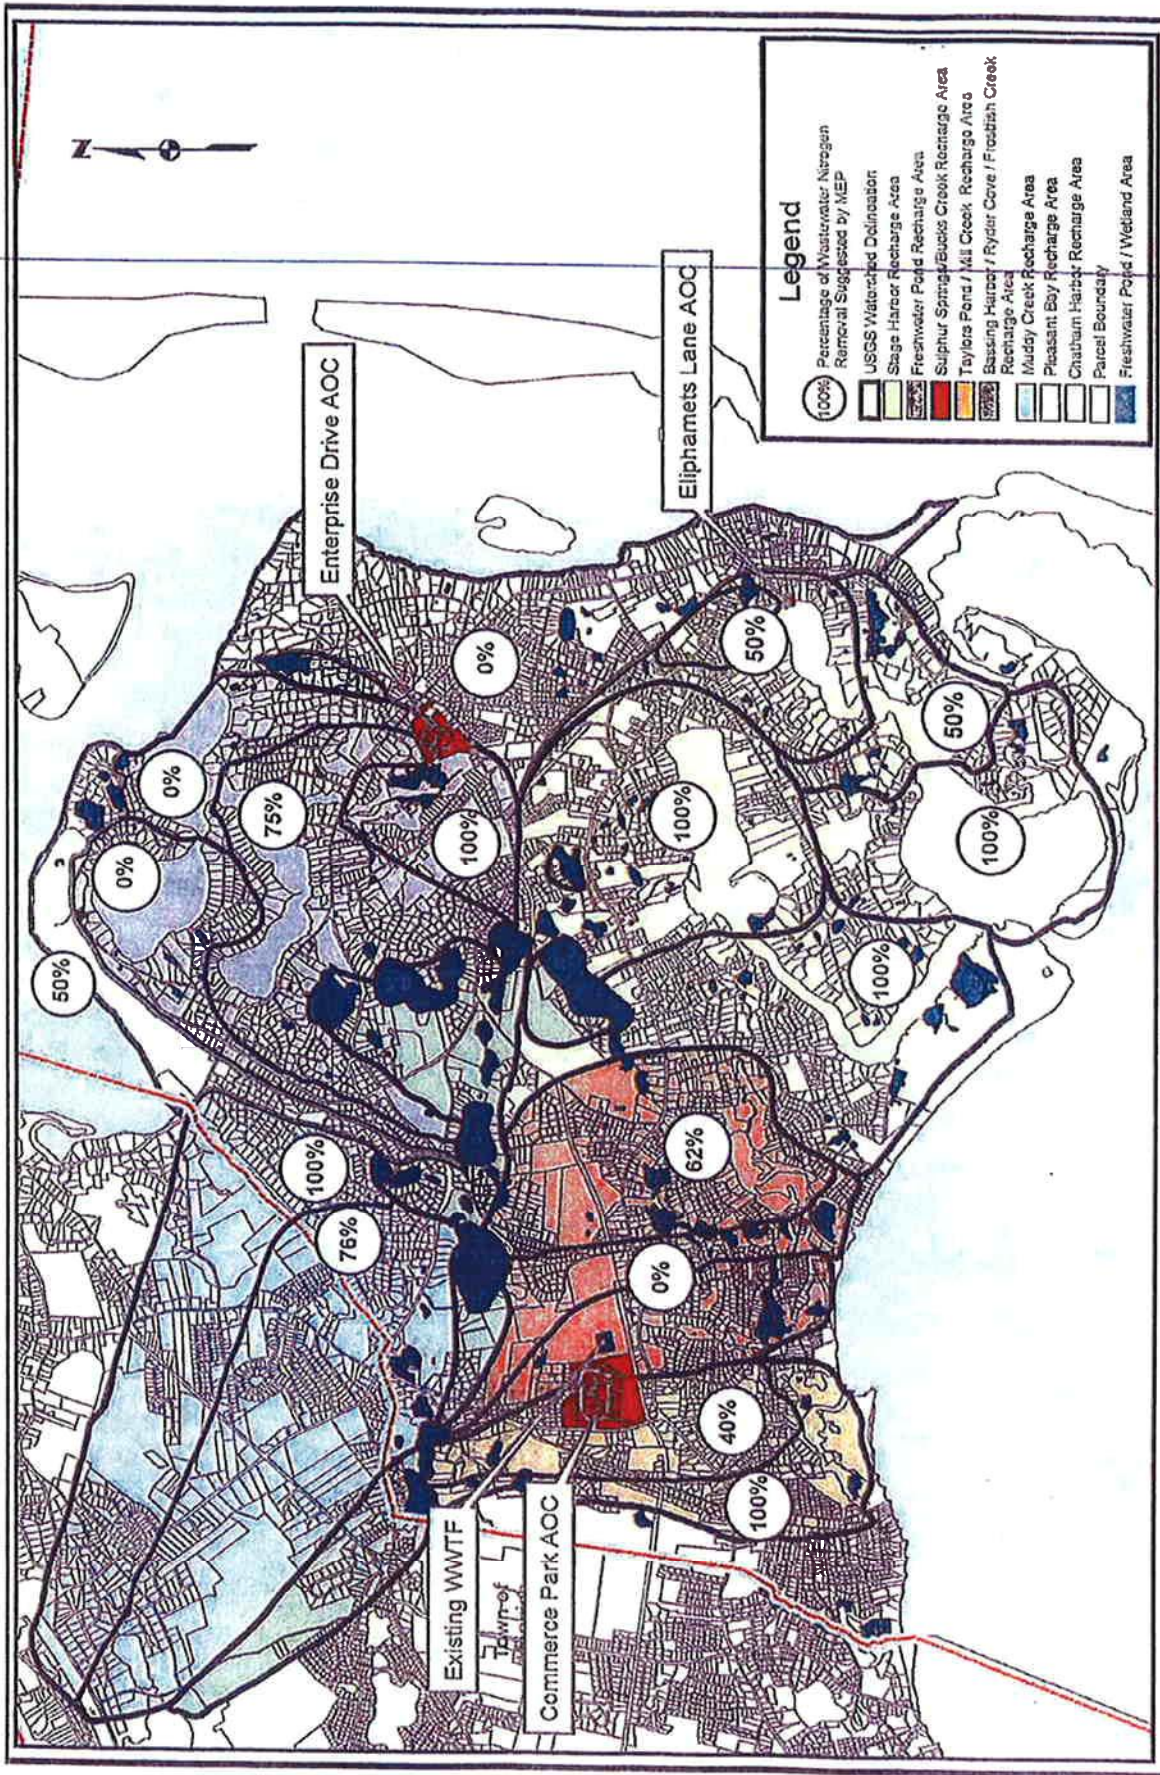 N
Enterprise Drive AOC
Eliphamets Lane AOC
Existing WWTF
Town of
Commerce Park AOC
50%
0%
0%
75%
100%
0%
100%
76%
100%
50%
50%
100%
100%
62%
0%
40%
100%
Legend
100% Percentage of Wastewater Nitrogen
Removal Suggested by MEP
USGS Watershed Delineation
Stage Harbor Recharge Area
Freshwater Pond Recharge Area
Sulphur Springs/Bucks Creek Recharge Area
Taylors Pond / Mill Creek Recharge Area
Bassing Harbor / Ryder Cove / Frostfish Creek
Recharge Area
Muddy Creek Recharge Area
Pleasant Bay Recharge Area
Chatham Harbor Recharge Area
Parcel Boundary
Freshwater Pond / Wetland Area